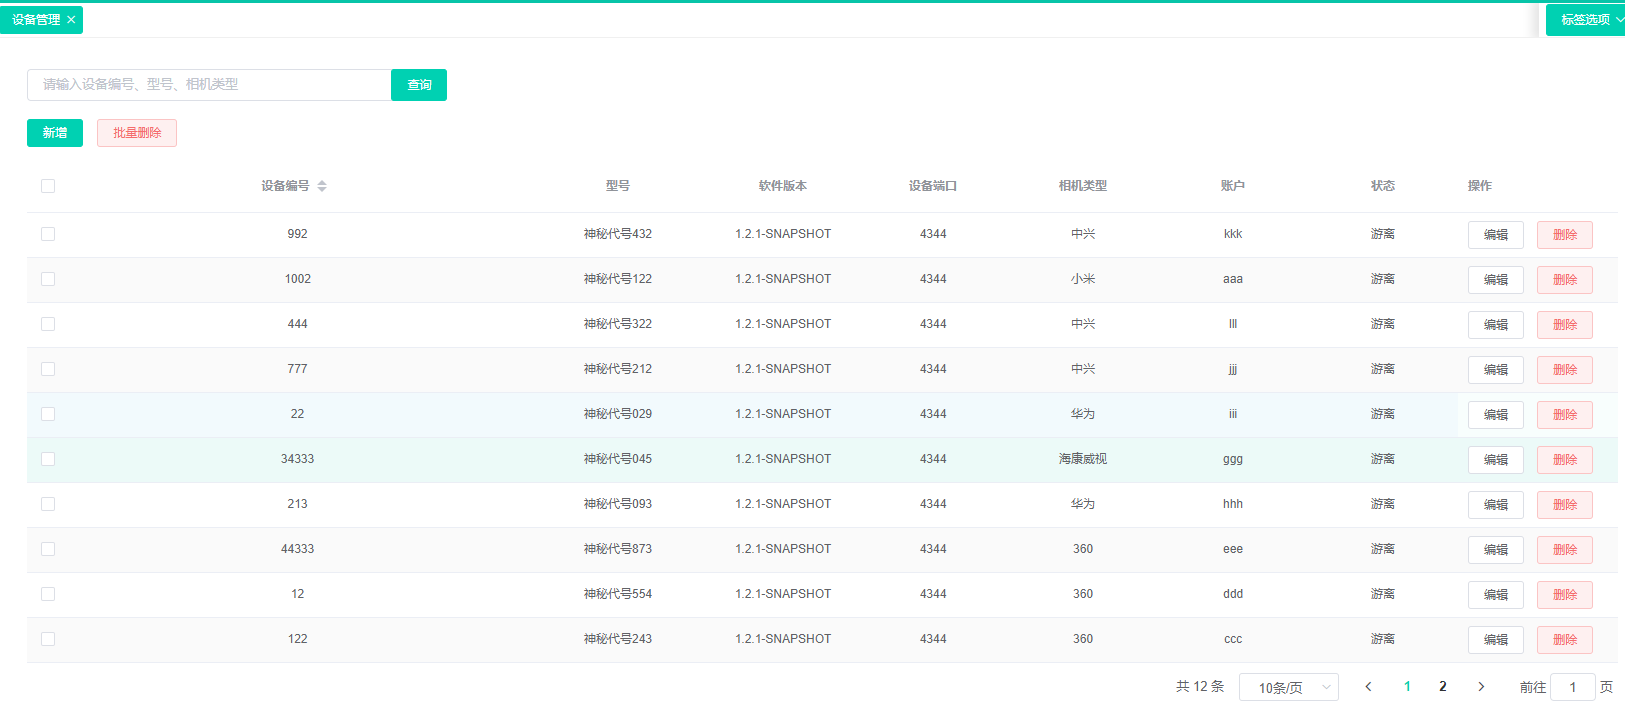 设备管理
标签选项
请输入设备编号、型号、相机类型 查询
新增 批量删除
设备编号 型号 软件版本 设备端口 相机类型 账户 状态 操作
992 神秘代号432 1.2.1-SNAPSHOT 4344 中兴 kkk 游离 编辑 删除
1002 神秘代号122 1.2.1-SNAPSHOT 4344 小米 aaa 游离 编辑 删除
444 神秘代号322 1.2.1-SNAPSHOT 4344 中兴 lll 游离 编辑 删除
777 神秘代号212 1.2.1-SNAPSHOT 4344 中兴 jjj 游离 编辑 删除
22 神秘代号029 1.2.1-SNAPSHOT 4344 华为 iii 游离 编辑 删除
34333 神秘代号045 1.2.1-SNAPSHOT 4344 海康威视 ggg 游离 编辑 删除
213 神秘代号093 1.2.1-SNAPSHOT 4344 华为 hhh 游离 编辑 删除
44333 神秘代号873 1.2.1-SNAPSHOT 4344 360 eee 游离 编辑 删除
12 神秘代号554 1.2.1-SNAPSHOT 4344 360 ddd 游离 编辑 删除
122 神秘代号243 1.2.1-SNAPSHOT 4344 360 ccc 游离 编辑 删除
共 12 条 10条/页 1 2 前往 1 页